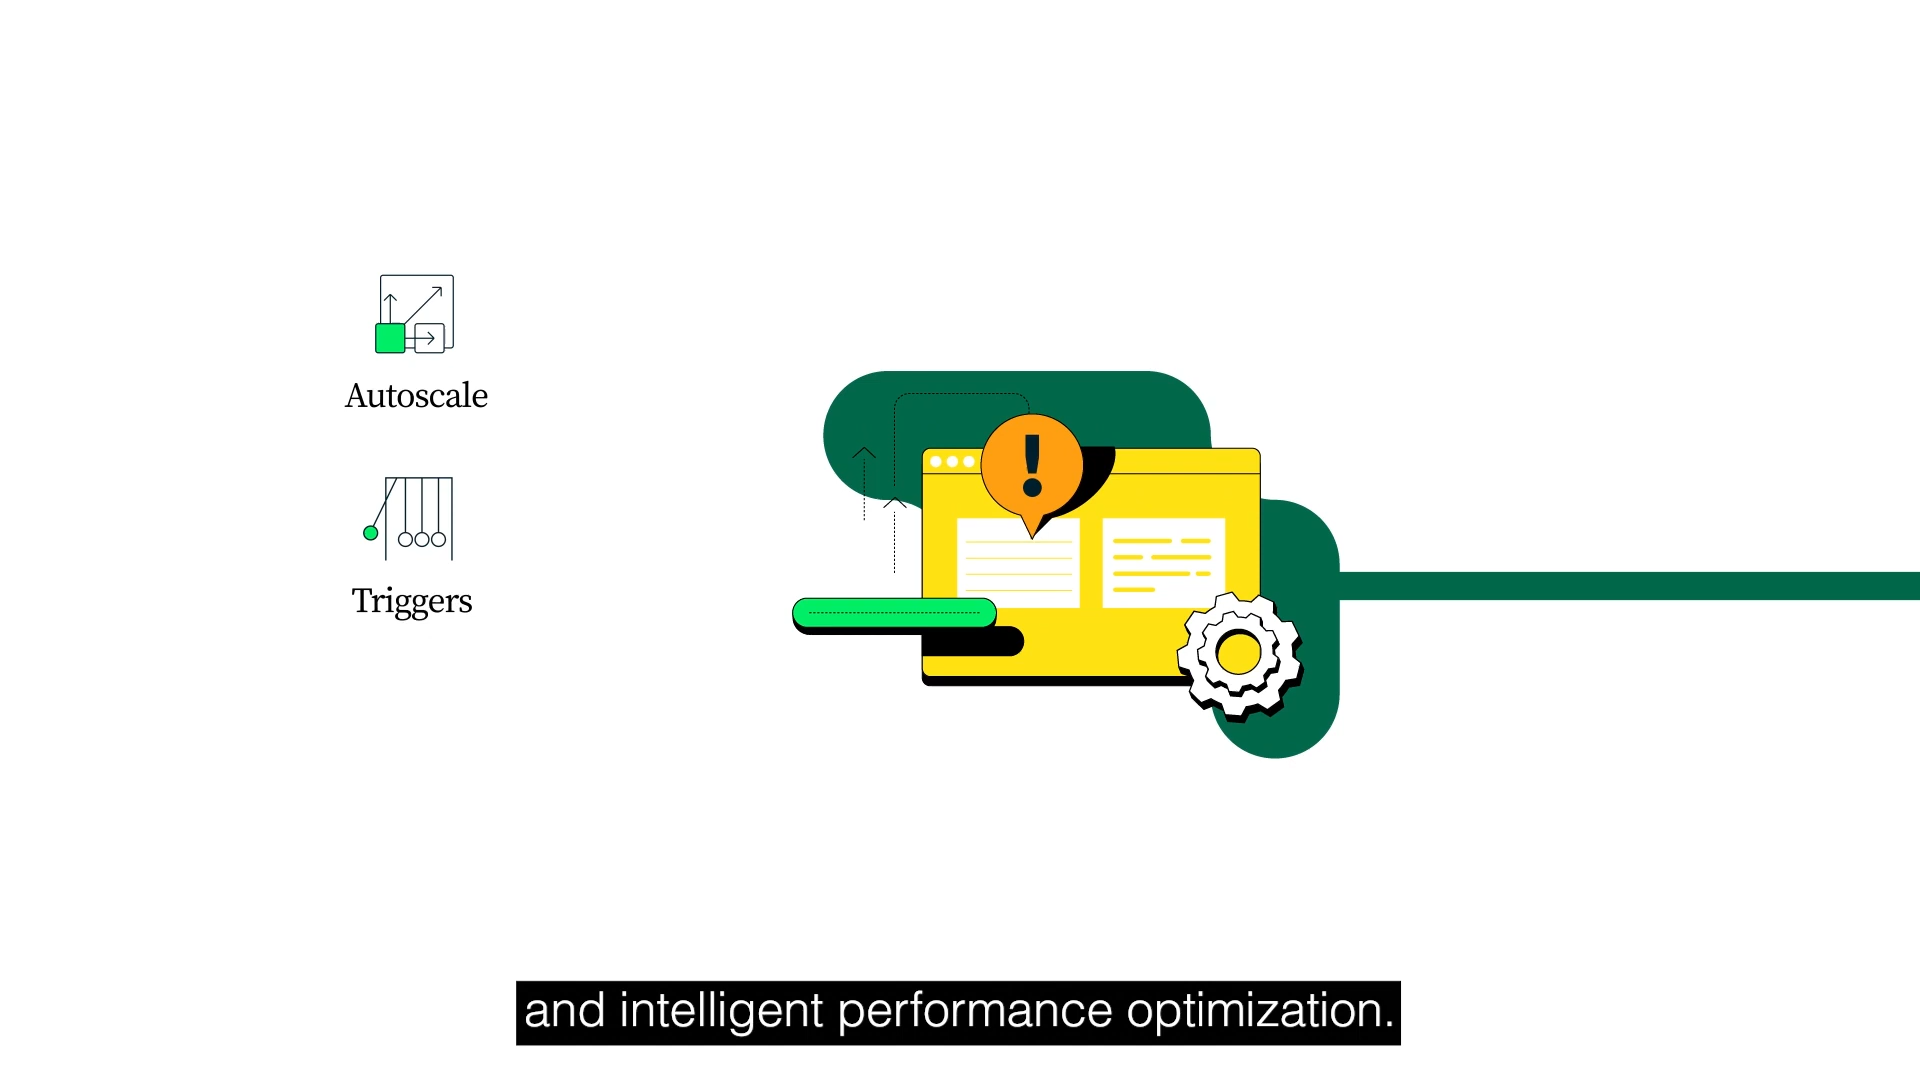 Autoscale
Triggers
!
and intelligent performance optimization.